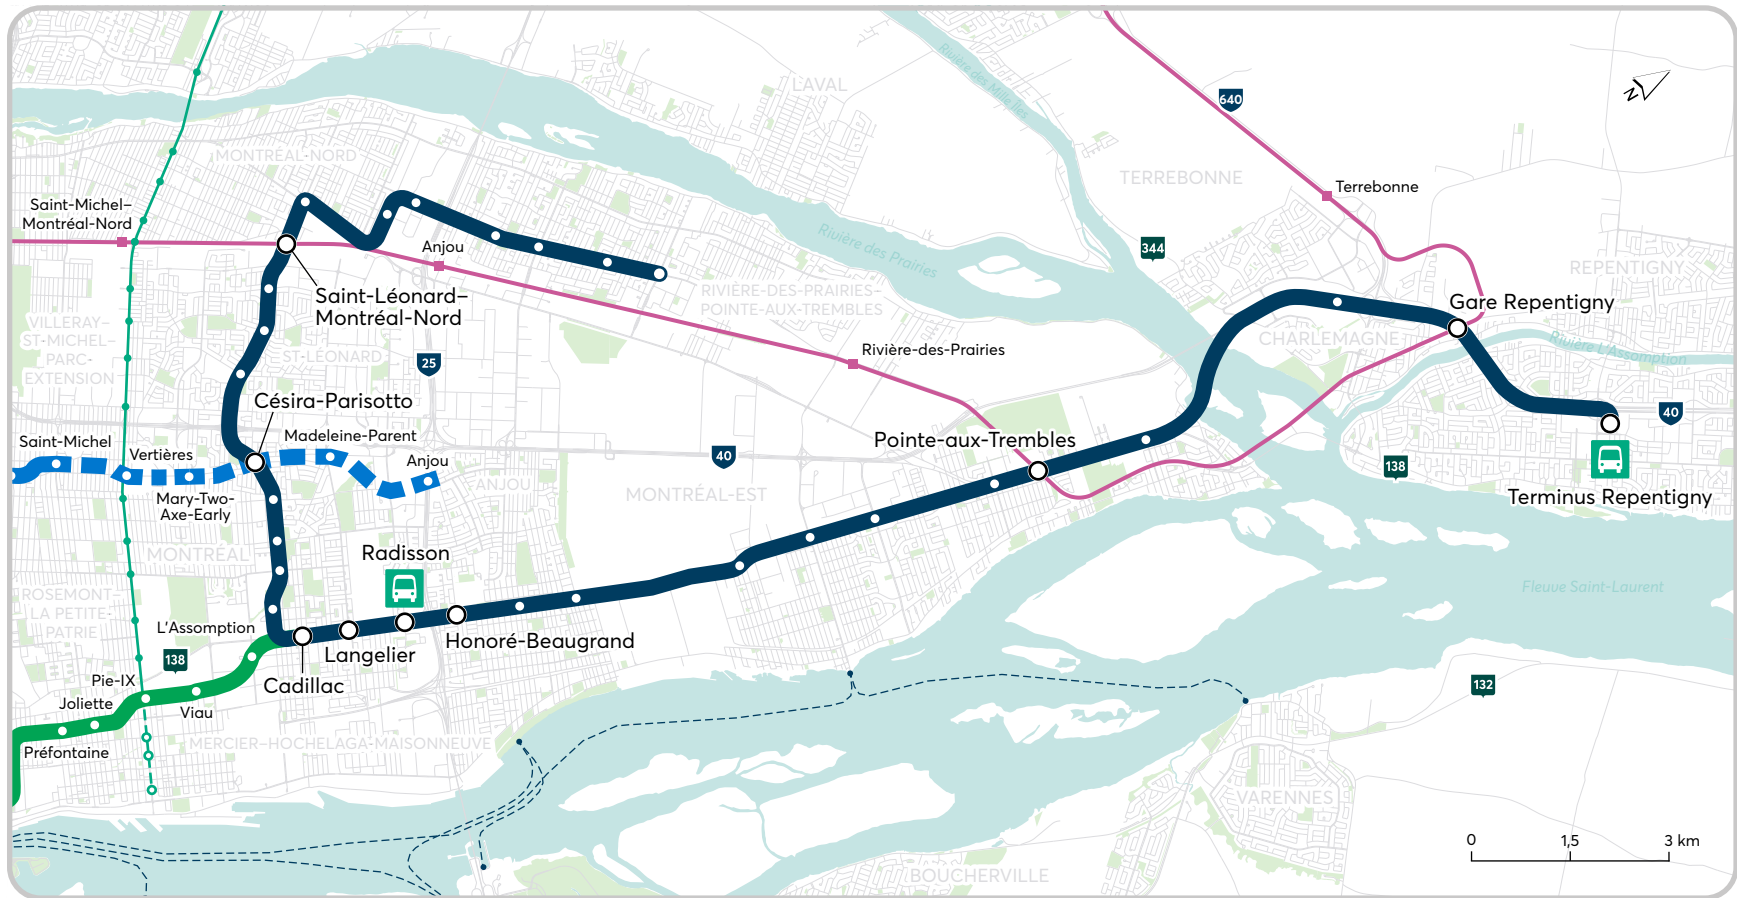 640
N
Rivière des Mille Îles
LAVAL
MONTRÉAL-NORD
TERREBONNE
Terrebonne
Saint-Michel–
Montréal-Nord
Anjou
Rivière des Prairies
344
REPENTIGNY
RIVIÈRE-DES-PRAIRIES–
POINTE-AUX-TREMBLES
Saint-Léonard–
Montréal-Nord
Gare Repentigny
VILLERAY–
ST-MICHEL–
PARC-
EXTENSION
ST-LÉONARD
25
Rivière-des-Prairies
CHARLEMAGNE
Rivière L'Assomption
Césira-Parisotto
40
Saint-Michel
Vertières
Madeleine-Parent
Anjou
Pointe-aux-Trembles
40
138
Mary-Two-
Axe-Early
ANJOU
MONTRÉAL-EST
Terminus Repentigny
MONTRÉAL
Radisson
Fleuve Saint-Laurent
ROSEMONT–
LA PETITE-
PATRIE
L'Assomption
Honoré-Beaugrand
Langelier
138
Cadillac
Pie-IX
132
Joliette
Viau
Préfontaine
MERCIER–HOCHELAGA-MAISONNEUVE
VARENNES
BOUCHERVILLE
0
1,5
3 km